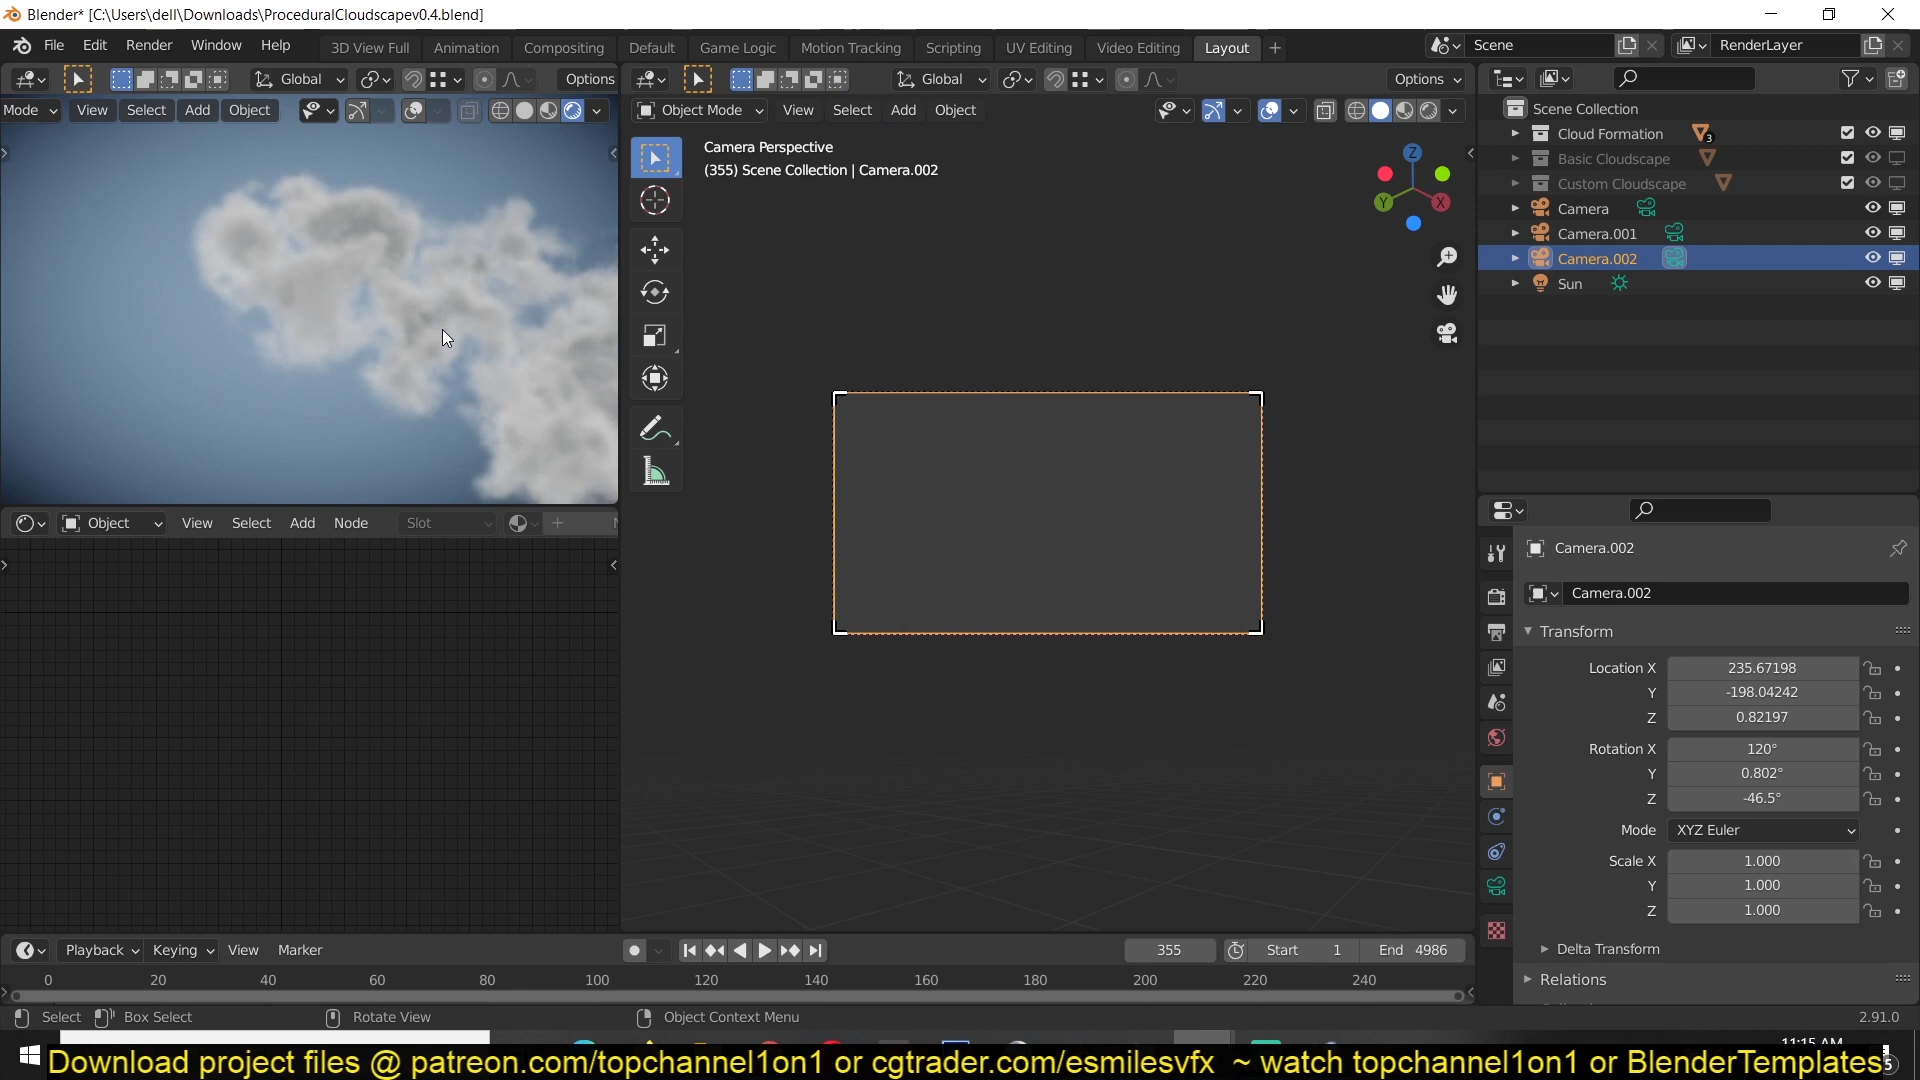 Blender* [C:\Users\dell\Downloads\ProceduralCloudscapev0.4.blend]
File Edit Render Window Help 3D View Full Animation Compositing Default Game Logic Motion Tracking Scripting UV Editing Video Editing Layout + Scene RenderLayer
Global Options Global Options
Mode View Select Add Object Object Mode View Select Add Object
Scene Collection
Camera Perspective
(355) Scene Collection | Camera.002
Cloud Formation 3
Basic Cloudscape
Custom Cloudscape
Camera
Camera.001
Camera.002
Sun
Z
Y X
Object View Select Add Node Slot
Camera.002
Camera.002
Transform
Location X 235.67198
Y -198.04242
Z 0.82197
Rotation X 120°
Y 0.802°
Z -46.5°
Mode XYZ Euler
Scale X 1.000
Y 1.000
Z 1.000
Delta Transform
Relations
Playback Keying View Marker 355 Start 1 End 4986
0 20 40 60 80 100 120 140 160 180 200 220 240
Select Box Select Rotate View Object Context Menu 2.91.0
11:15 AM
Download project files @ patreon.com/topchannel1on1 or cgtrader.com/esmilesvfx ~ watch topchannel1on1 or BlenderTemplates